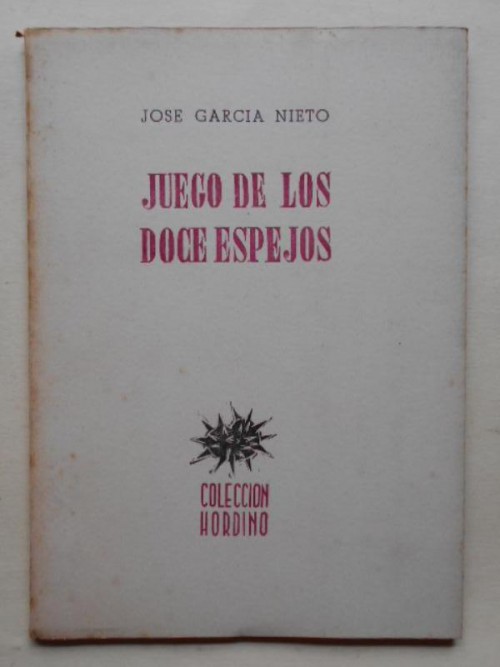 JOSE GARCIA NIETO
JUEGO DE LOS
DOCE ESPEJOS
COLECCION
HORDINO